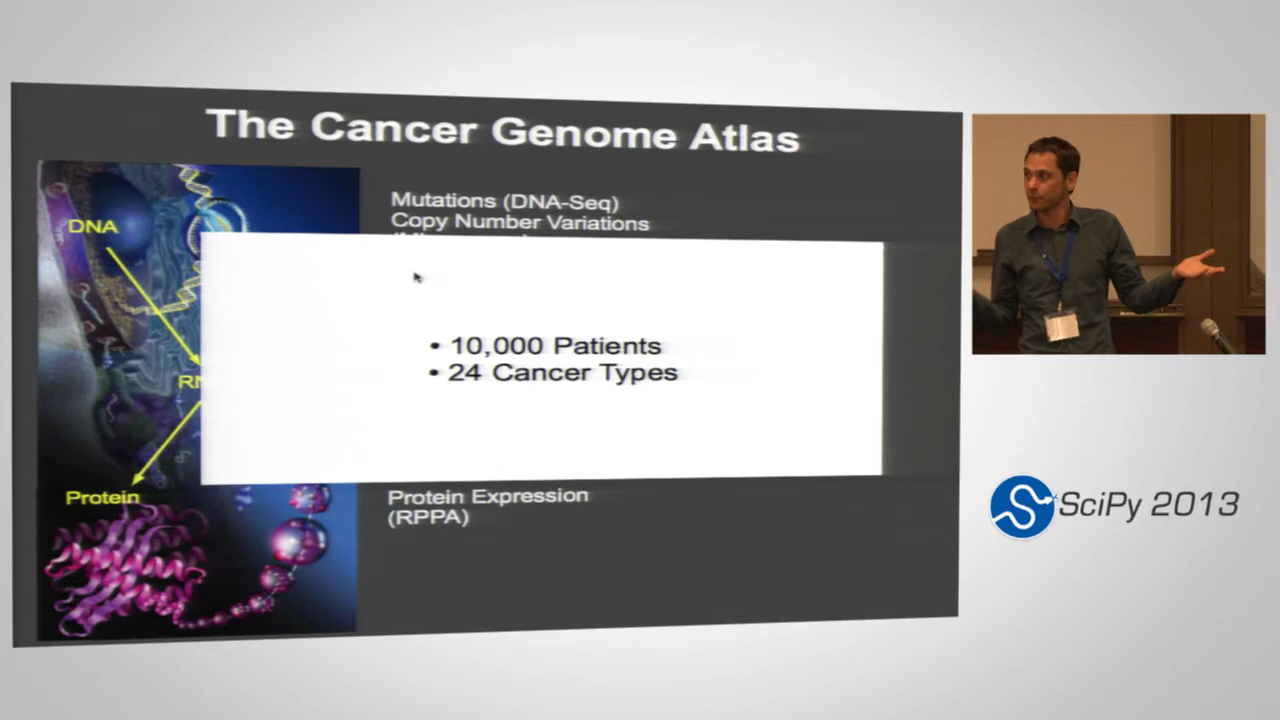 The Cancer Genome Atlas
Mutations (DNA-Seq)
Copy Number Variations
DNA
• 10,000 Patients
• 24 Cancer Types
Protein
Protein Expression
(RPPA)
SciPy 2013